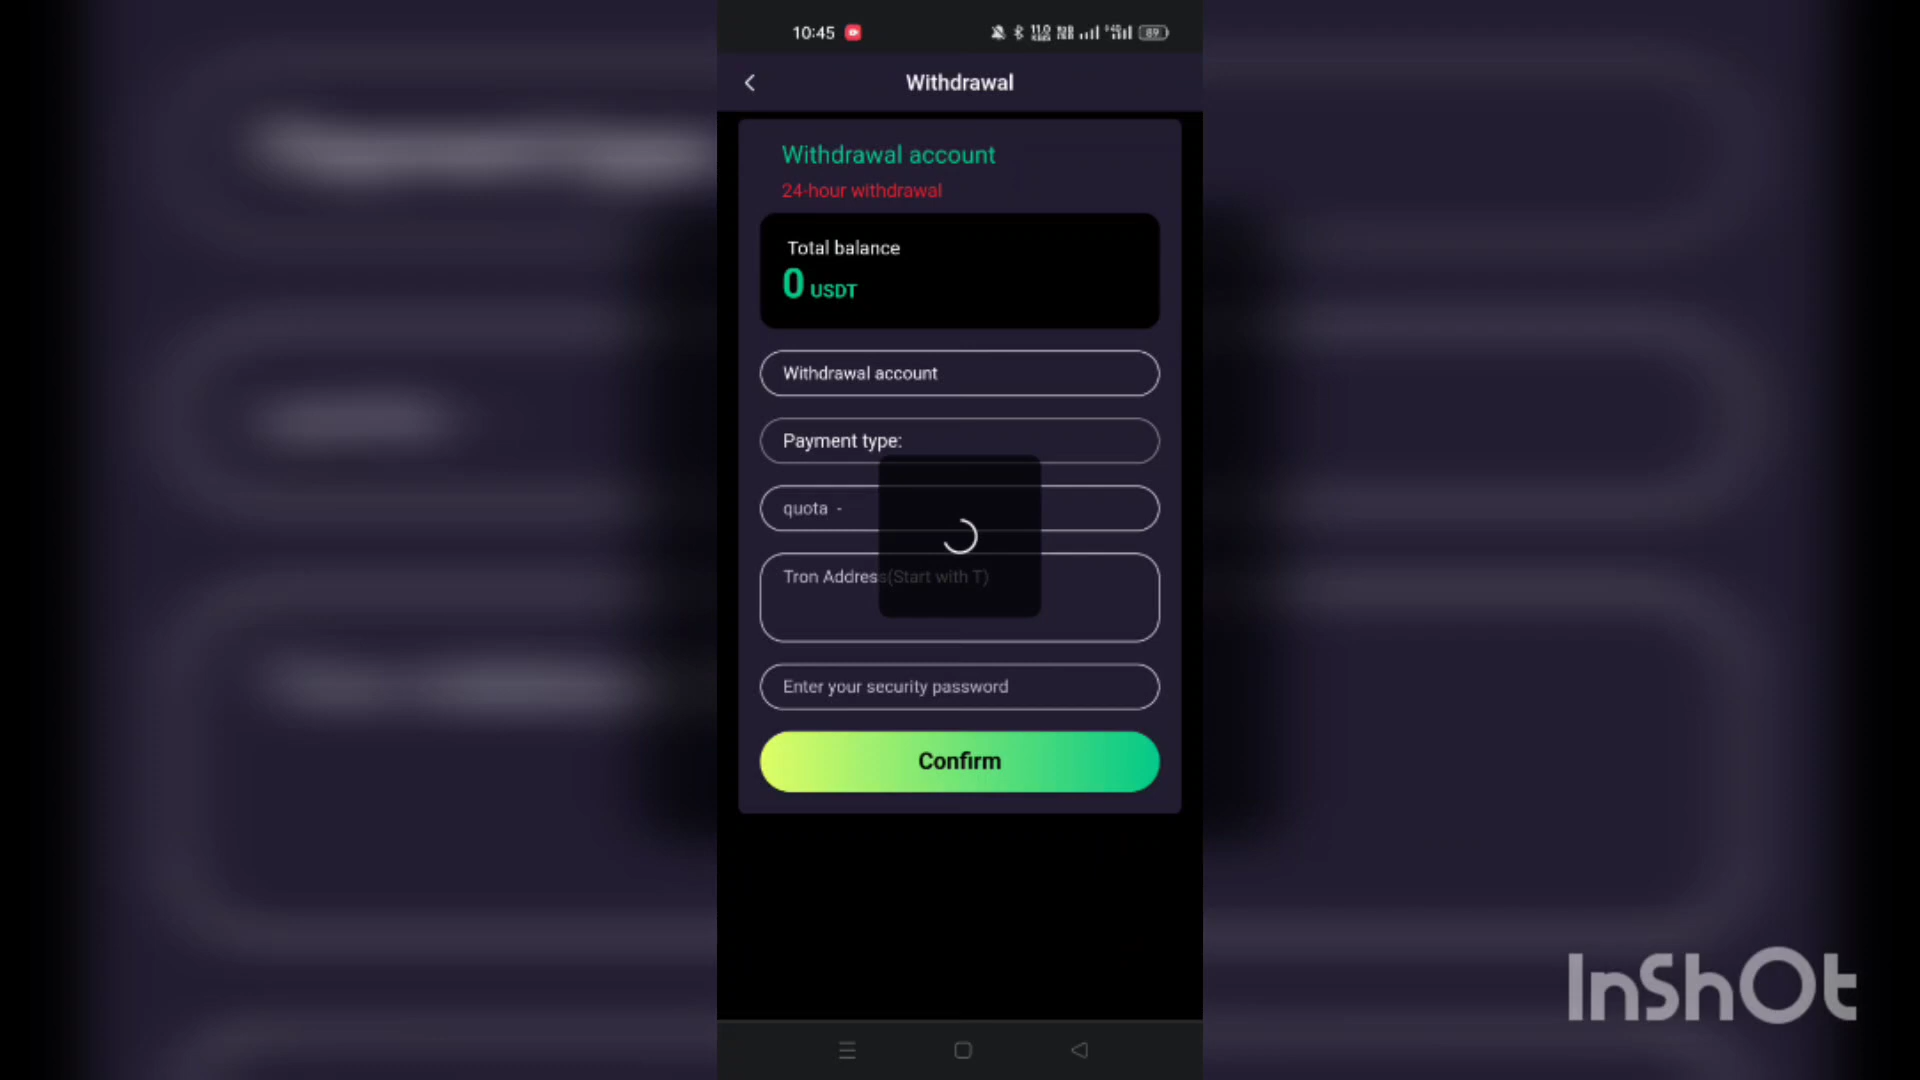 10:45
89
Withdrawal
Withdrawal account
24-hour withdrawal
Total balance
0 USDT
Withdrawal account
Payment type:
quota -
Tron Address(Start with T)
Enter your security password
Confirm
InShOt